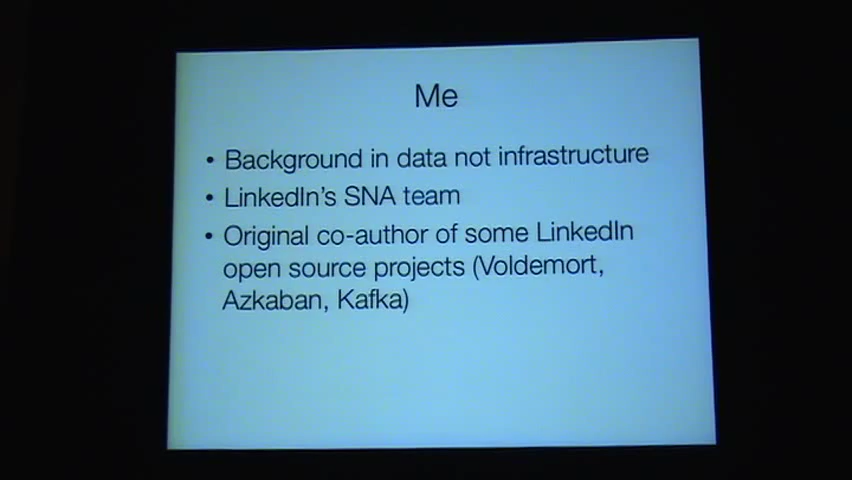 Me
• Background in data not infrastructure
• LinkedIn's SNA team
• Original co-author of some LinkedIn
open source projects (Voldemort,
Azkaban, Kafka)